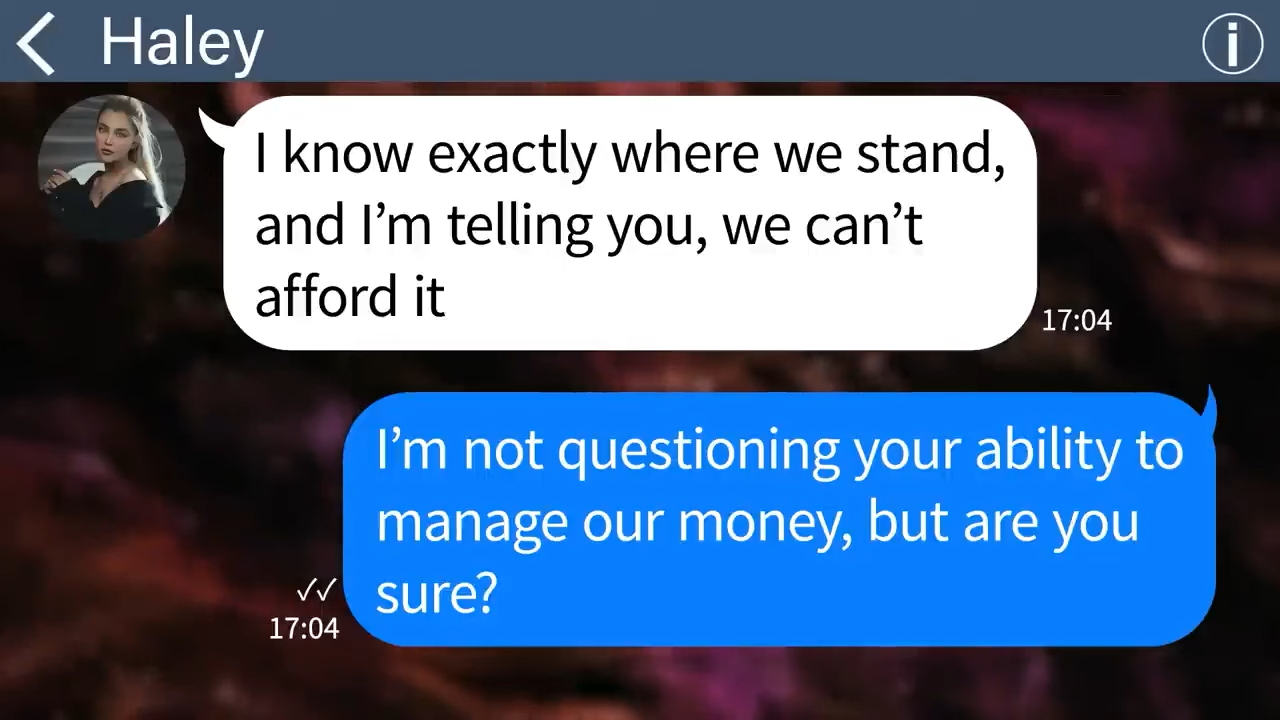 Haley
I know exactly where we stand,
and I’m telling you, we can’t
afford it
17:04
I’m not questioning your ability to
manage our money, but are you
sure?
17:04